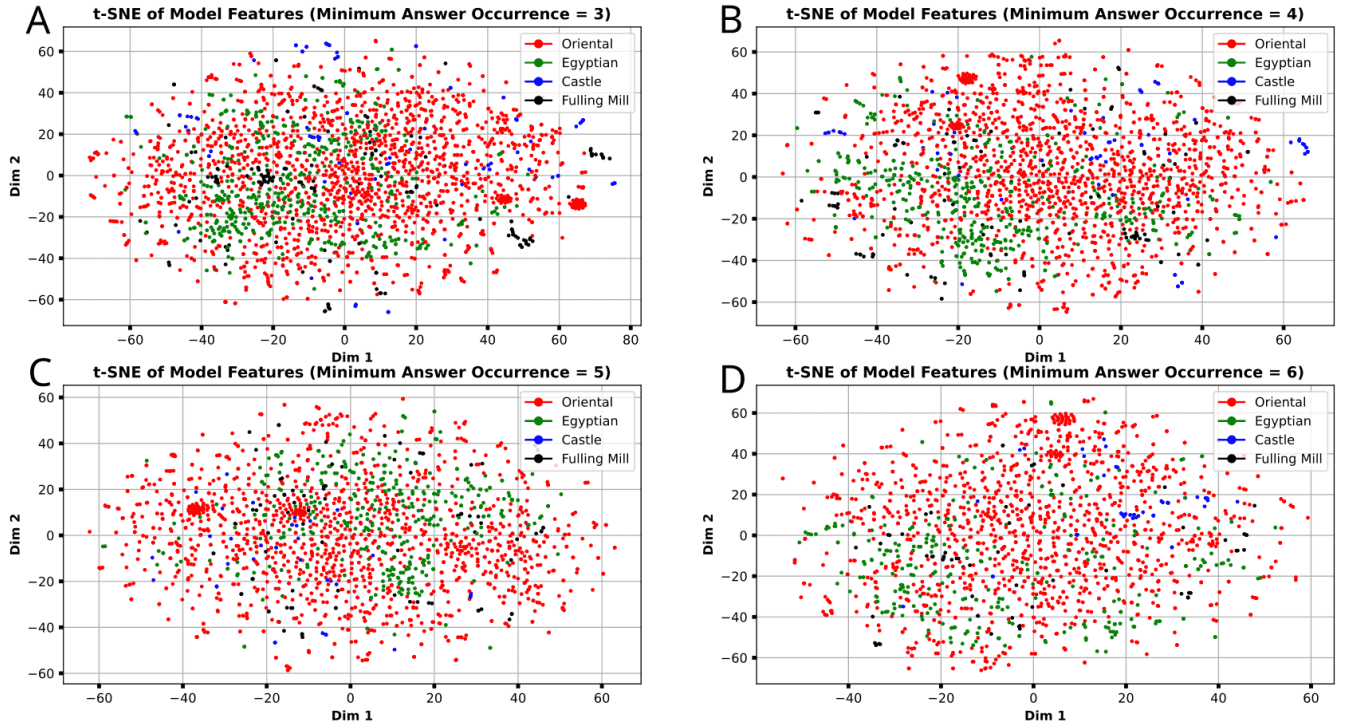 A
t-SNE of Model Features (Minimum Answer Occurrence = 3)
Oriental
Egyptian
Castle
Fulling Mill
Dim 2
60
40
20
0
−20
−40
−60
−60 −40 −20 0 20 40 60 80
Dim 1
B
t-SNE of Model Features (Minimum Answer Occurrence = 4)
Oriental
Egyptian
Castle
Fulling Mill
Dim 2
60
40
20
0
−20
−40
−60
−60 −40 −20 0 20 40 60
Dim 1
C
t-SNE of Model Features (Minimum Answer Occurrence = 5)
Oriental
Egyptian
Castle
Fulling Mill
Dim 2
60
40
20
0
−20
−40
−60
−60 −40 −20 0 20 40 60
Dim 1
D
t-SNE of Model Features (Minimum Answer Occurrence = 6)
Oriental
Egyptian
Castle
Fulling Mill
Dim 2
60
40
20
0
−20
−40
−60
−40 −20 0 20 40 60
Dim 1